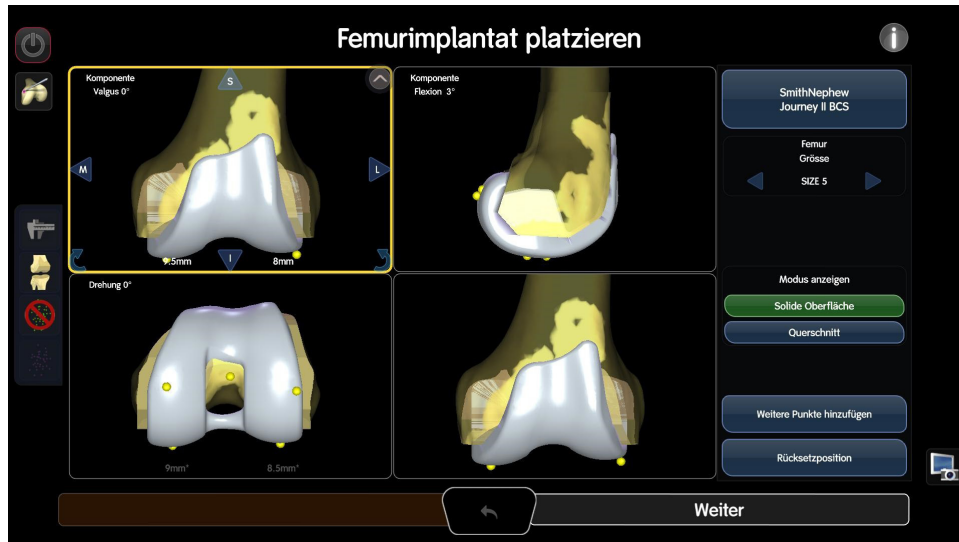 Femurimplantat platzieren
i
Komponente
Valgus 0°
S
M
L
I
9.5mm
8mm
Komponente
Flexion 3°
SmithNephew
Journey II BCS
Femur
Grösse
SIZE 5
Drehung 0°
9mm*
8.5mm*
Modus anzeigen
Solide Oberfläche
Querschnitt
Weitere Punkte hinzufügen
Rücksetzposition
Weiter